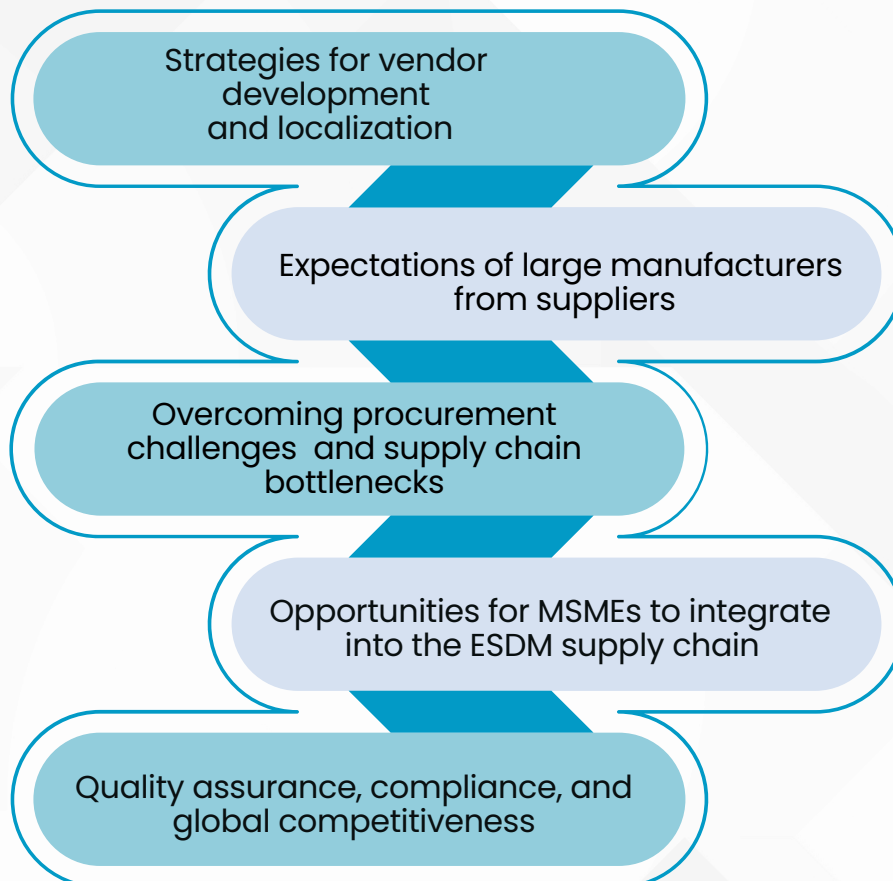 Strategies for vendor
development
and localization
Expectations of large manufacturers
from suppliers
Overcoming procurement
challenges  and supply chain
bottlenecks
Opportunities for MSMEs to integrate
into the ESDM supply chain
Quality assurance, compliance, and
global competitiveness